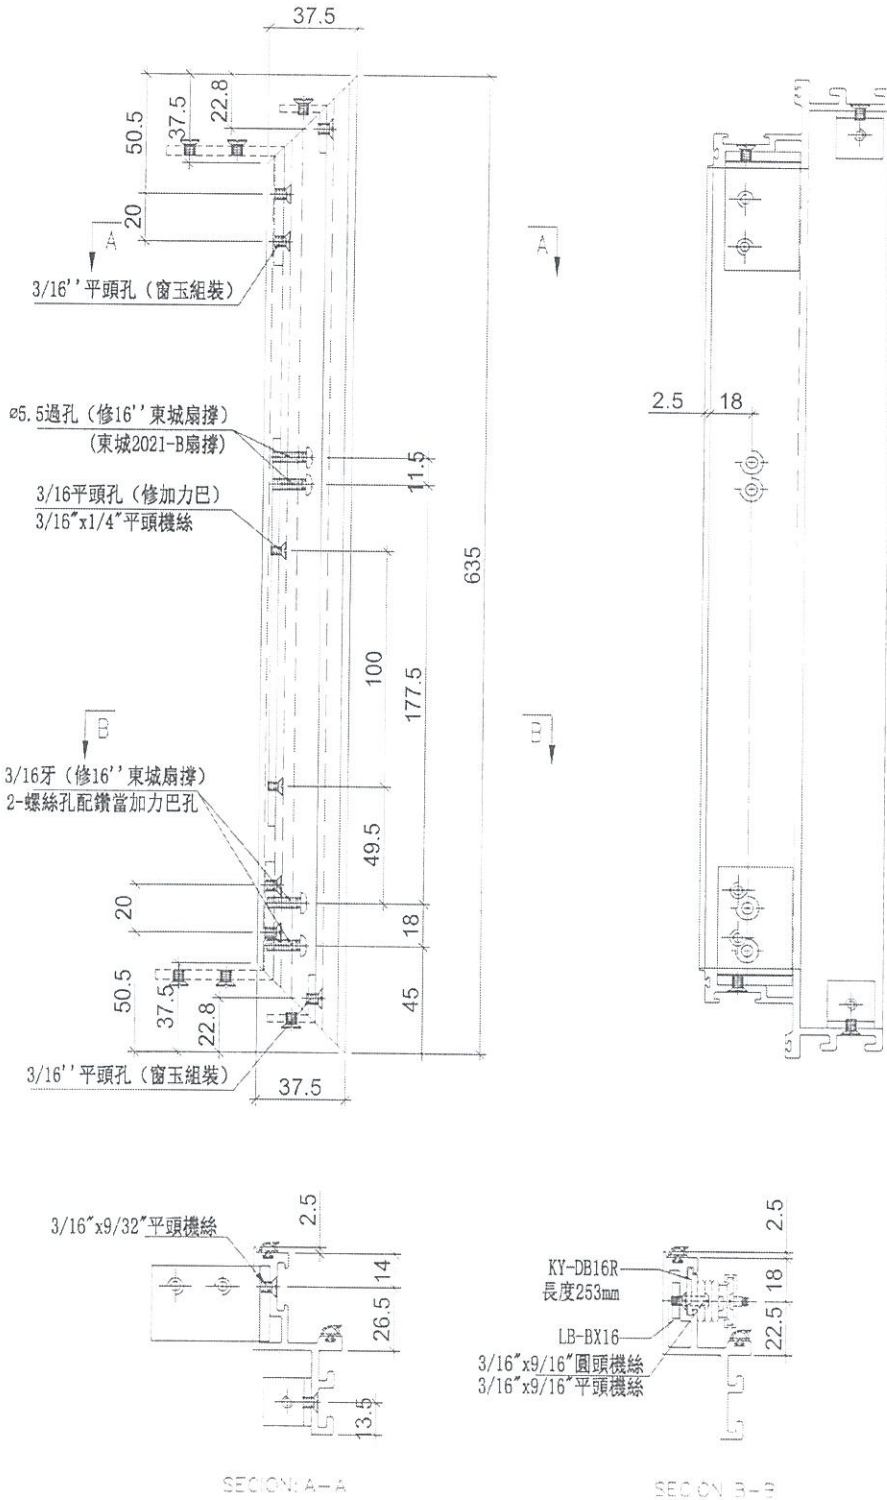 37.5
50.5
37.5
22.8
20
A
A
3/16''平頭孔（窗玉組裝）
2.5
18
ø5.5過孔（修16''東城扇撐）
(東城2021-B扇撐)
11.5
3/16平頭孔（修加力巴）
3/16"x1/4"平頭機絲
635
100
177.5
B
B
3/16牙（修16''東城扇撐）
2-螺絲孔配鑽當加力巴孔
49.5
20
18
50.5
37.5
22.8
45
3/16''平頭孔（窗玉組裝）
37.5
3/16"x9/32"平頭機絲
2.5
14
26.5
13.5
SECION:A-A
2.5
KY-DB16R
長度253mm
18
LB-BX16
22.5
3/16"x9/16"圓頭機絲
3/16"x9/16"平頭機絲
SECION B-B